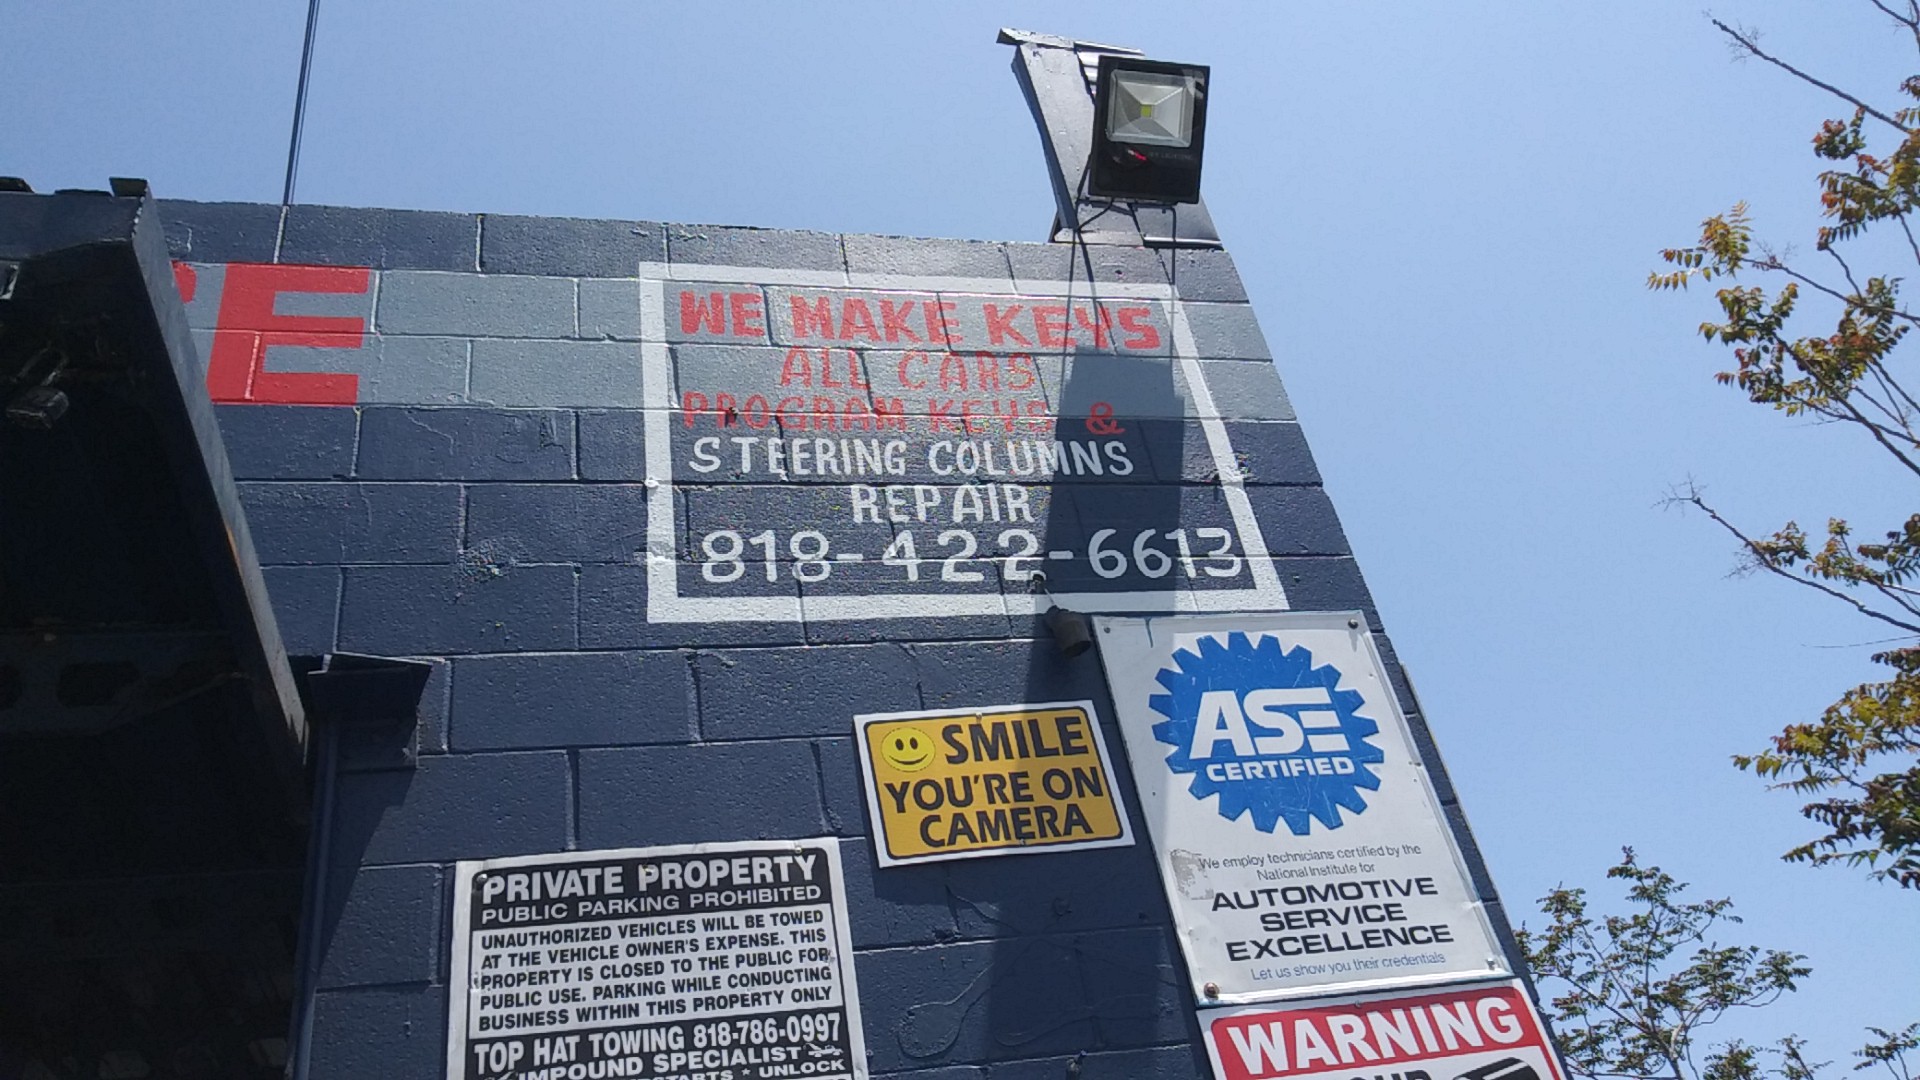 E
WE MAKE KEYS
ALL CARS
PROGRAM KEYS &
STEERING COLUMNS
REPAIR
818-422-6613
SMILE
YOU'RE ON
CAMERA
ASE
CERTIFIED
We employ technicians certified by the
National Institute for
AUTOMOTIVE
SERVICE
EXCELLENCE
Let us show you their credentials
PRIVATE PROPERTY
PUBLIC PARKING PROHIBITED
UNAUTHORIZED VEHICLES WILL BE TOWED
AT THE VEHICLE OWNER'S EXPENSE. THIS
PROPERTY IS CLOSED TO THE PUBLIC FOR
PUBLIC USE. PARKING WHILE CONDUCTING
BUSINESS WITHIN THIS PROPERTY ONLY
TOP HAT TOWING 818-786-0997
IMPOUND SPECIALIST
* UNLOCK
WARNING